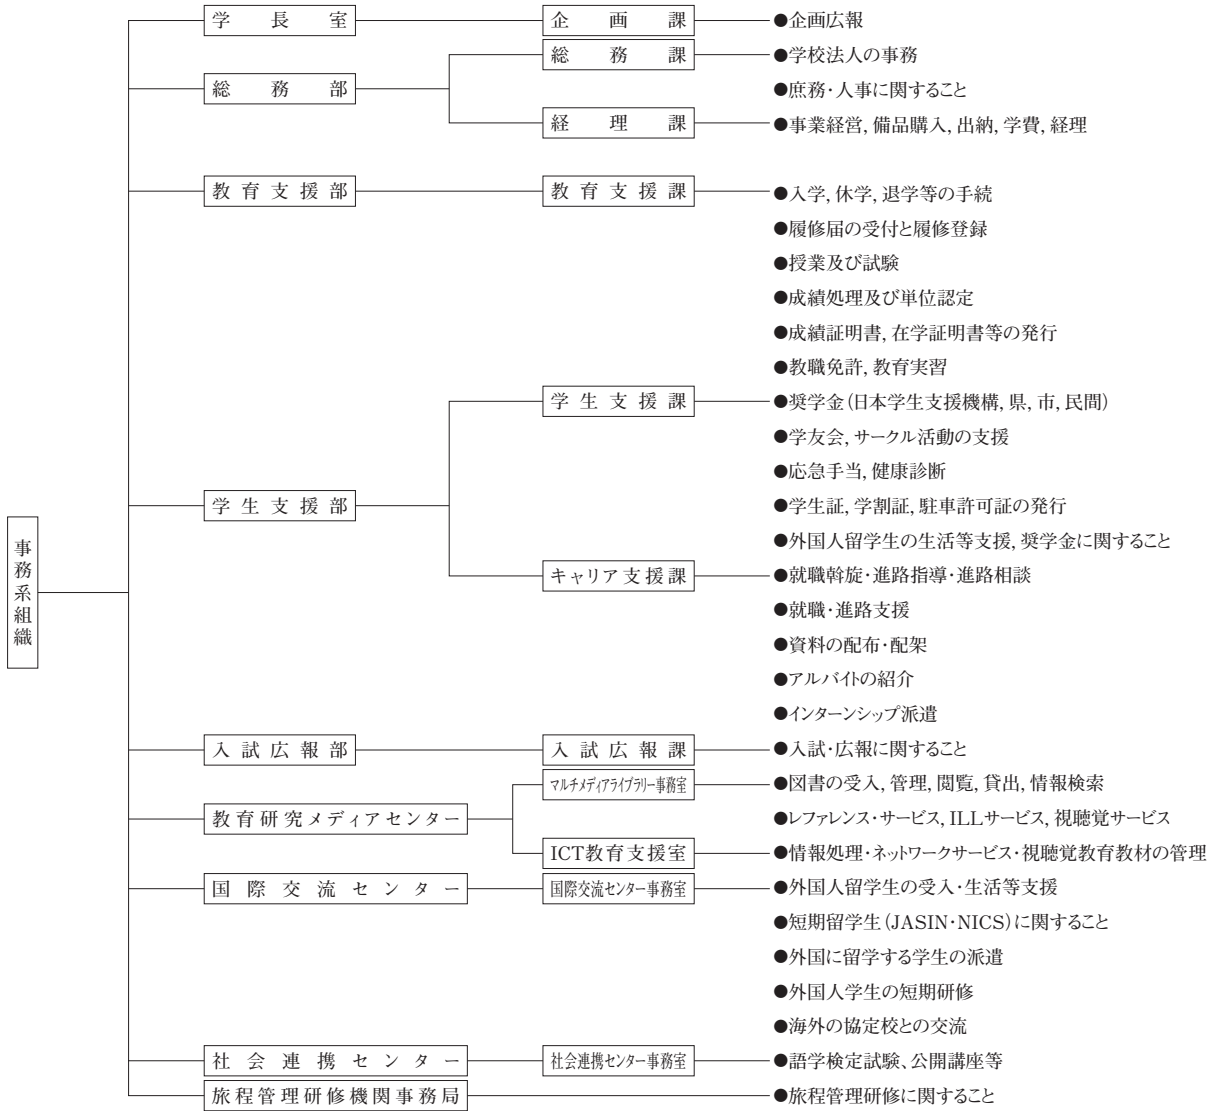 事務系組織
学長室
企画課
●企画広報
総務部
総務課
●学校法人の事務
●庶務・人事に関すること
経理課
●事業経営, 備品購入, 出納, 学費, 経理
教育支援部
教育支援課
●入学, 休学, 退学等の手続
●履修届の受付と履修登録
●授業及び試験
●成績処理及び単位認定
●成績証明書, 在学証明書等の発行
●教職免許, 教育実習
学生支援部
学生支援課
●奨学金（日本学生支援機構, 県, 市, 民間）
●学友会, サークル活動の支援
●応急手当, 健康診断
●学生証, 学割証, 駐車許可証の発行
●外国人留学生の生活等支援, 奨学金に関すること
キャリア支援課
●就職斡旋・進路指導・進路相談
●就職・進路支援
●資料の配布・配架
●アルバイトの紹介
●インターンシップ派遣
入試広報部
入試広報課
●入試・広報に関すること
教育研究メディアセンター
マルチメディアライブラリー事務室
●図書の受入, 管理, 閲覧, 貸出, 情報検索
●レファレンス・サービス, ILLサービス, 視聴覚サービス
ICT教育支援室
●情報処理・ネットワークサービス・視聴覚教育教材の管理
国際交流センター
国際交流センター事務室
●外国人留学生の受入・生活等支援
●短期留学生（JASIN・NICS）に関すること
●外国に留学する学生の派遣
●外国人学生の短期研修
●海外の協定校との交流
社会連携センター
社会連携センター事務室
●語学検定試験、公開講座等
旅程管理研修機関事務局
●旅程管理研修に関すること